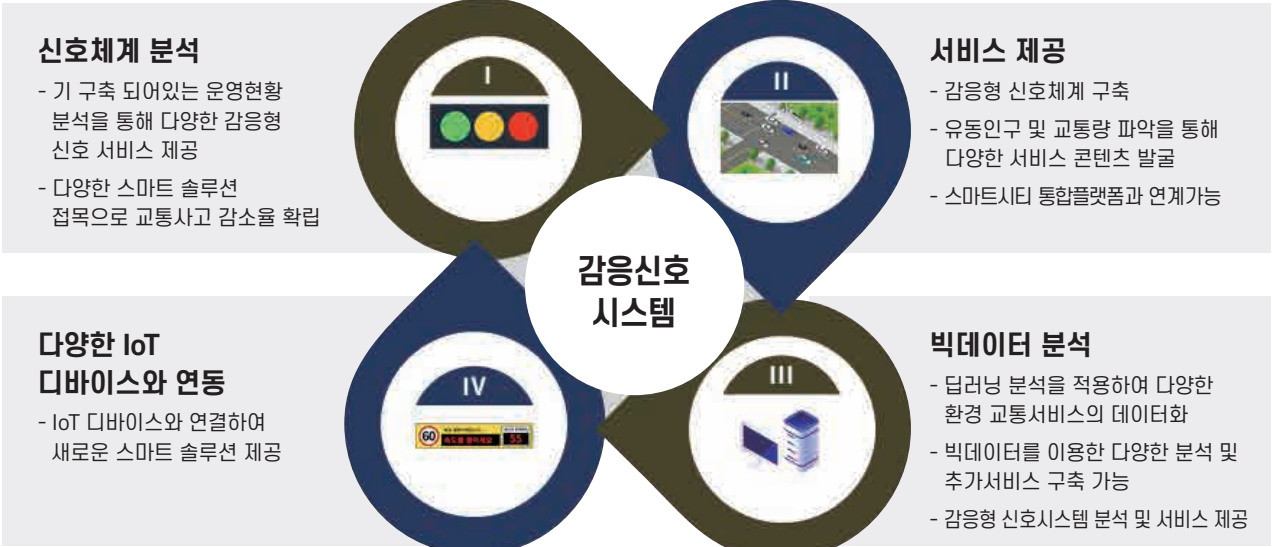 신호체계 분석
- 기 구축 되어있는 운영현황
분석을 통해 다양한 감응형
신호 서비스 제공
- 다양한 스마트 솔루션
접목으로 교통사고 감소율 확립
I
II
서비스 제공
- 감응형 신호체계 구축
- 유동인구 및 교통량 파악을 통해
다양한 서비스 콘텐츠 발굴
- 스마트시티 통합플랫폼과 연계가능
감응신호
시스템
다양한 IoT
디바이스와 연동
- IoT 디바이스와 연결하여
새로운 스마트 솔루션 제공
IV
60
속도를 줄이세요
55
III
빅데이터 분석
- 딥러닝 분석을 적용하여 다양한
환경 교통서비스의 데이터화
- 빅데이터를 이용한 다양한 분석 및
추가서비스 구축 가능
- 감응형 신호시스템 분석 및 서비스 제공